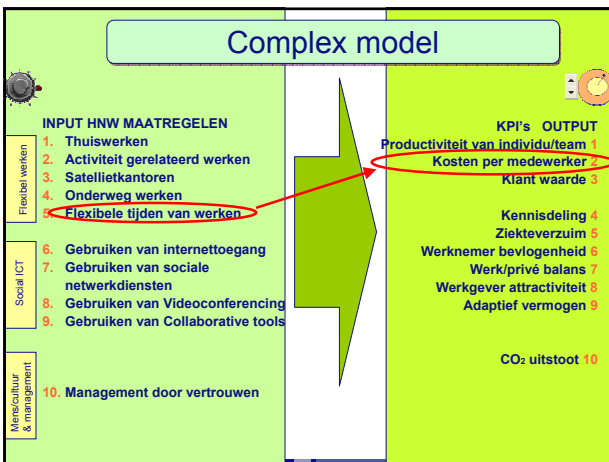 Complex model
INPUT HNW MAATREGELEN
Flexibel werken
1. Thuiswerken
2. Activiteit gerelateerd werken
3. Satellietkantoren
4. Onderweg werken
5. Flexibele tijden van werken
Social ICT
6. Gebruiken van internettoegang
7. Gebruiken van sociale
netwerkdiensten
8. Gebruiken van Videoconferencing
9. Gebruiken van Collaborative tools
Mens/cultuur
& management
10. Management door vertrouwen
KPI's OUTPUT
Productiviteit van individu/team 1
Kosten per medewerker 2
Klant waarde 3
Kennisdeling 4
Ziekteverzuim 5
Werknemer bevlogenheid 6
Werk/privé balans 7
Werkgever attractiviteit 8
Adaptief vermogen 9
CO₂ uitstoot 10